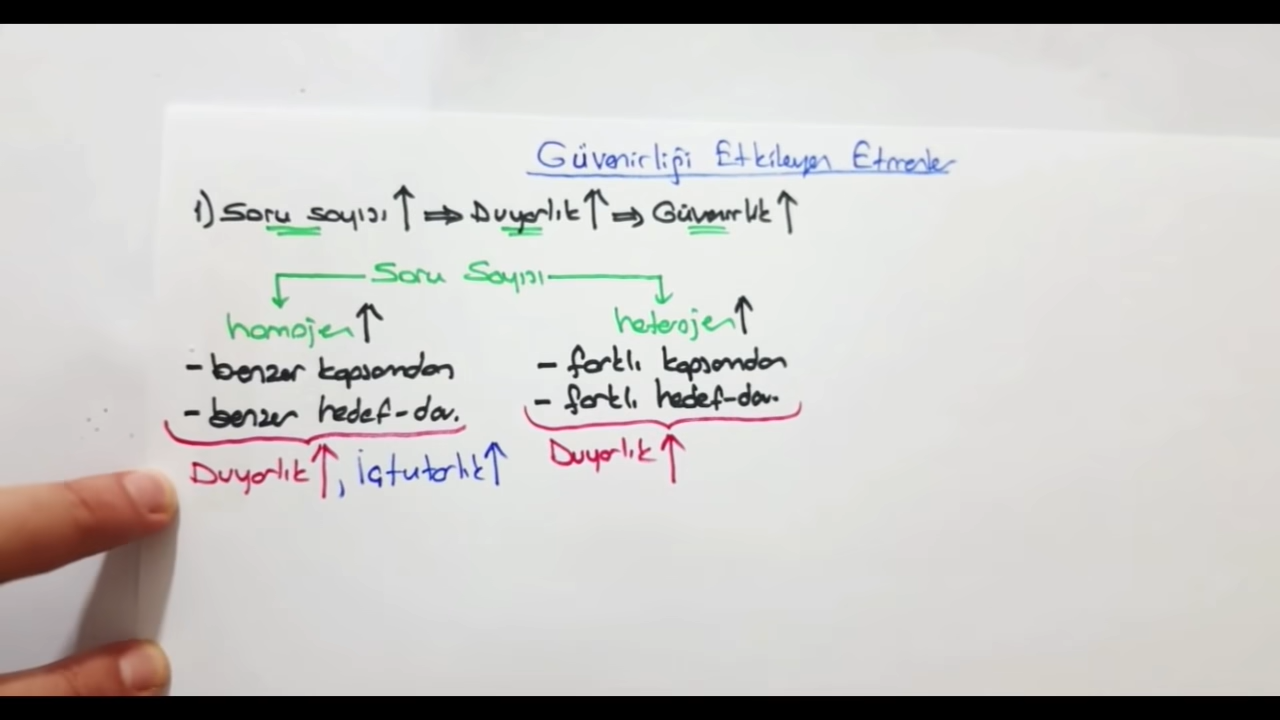 Güvenirliği Etkileyen Etmenler
1) Soru sayısı ↑ ⇒ Duyarlık ↑ ⇒ Güvenirlik ↑
Soru Sayısı
homojen ↑
- benzer kapsamdan
- benzer hedef-dav.
Duyarlık ↑, İçtutarlık ↑
heterojen ↑
- farklı kapsamdan
- farklı hedef-dav.
Duyarlık ↑